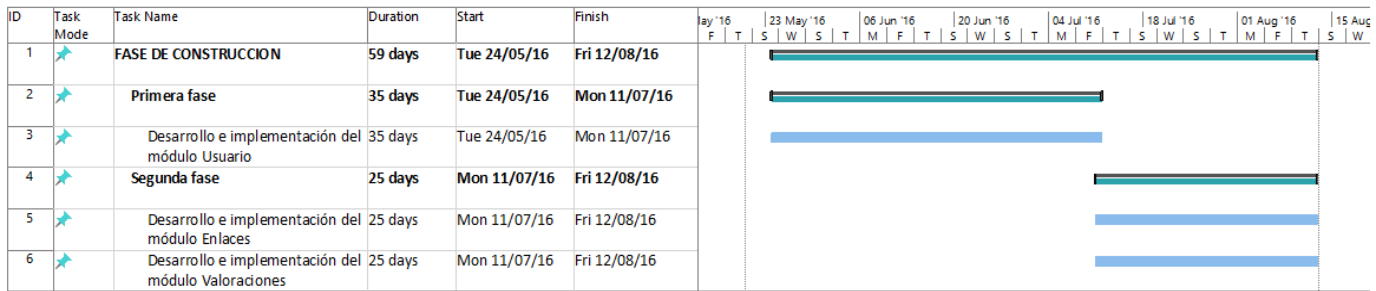 ID Task Mode Task Name Duration Start Finish lay '16 23 May '16 06 Jun '16 20 Jun '16 04 Jul '16 18 Jul '16 01 Aug '16 15 Aug
F T S W S T M F T S W S T M F T S W S T M F T S W
1 FASE DE CONSTRUCCION 59 days Tue 24/05/16 Fri 12/08/16
2 Primera fase 35 days Tue 24/05/16 Mon 11/07/16
3 Desarrollo e implementación del 35 days Tue 24/05/16 Mon 11/07/16
módulo Usuario
4 Segunda fase 25 days Mon 11/07/16 Fri 12/08/16
5 Desarrollo e implementación del 25 days Mon 11/07/16 Fri 12/08/16
módulo Enlaces
6 Desarrollo e implementación del 25 days Mon 11/07/16 Fri 12/08/16
módulo Valoraciones